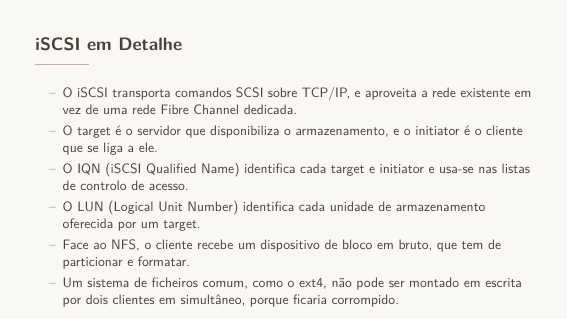 iSCSI em Detalhe
– O iSCSI transporta comandos SCSI sobre TCP/IP, e aproveita a rede existente em
vez de uma rede Fibre Channel dedicada.
– O target é o servidor que disponibiliza o armazenamento, e o initiator é o cliente
que se liga a ele.
– O IQN (iSCSI Qualified Name) identifica cada target e initiator e usa-se nas listas
de controlo de acesso.
– O LUN (Logical Unit Number) identifica cada unidade de armazenamento
oferecida por um target.
– Face ao NFS, o cliente recebe um dispositivo de bloco em bruto, que tem de
particionar e formatar.
– Um sistema de ficheiros comum, como o ext4, não pode ser montado em escrita
por dois clientes em simultâneo, porque ficaria corrompido.